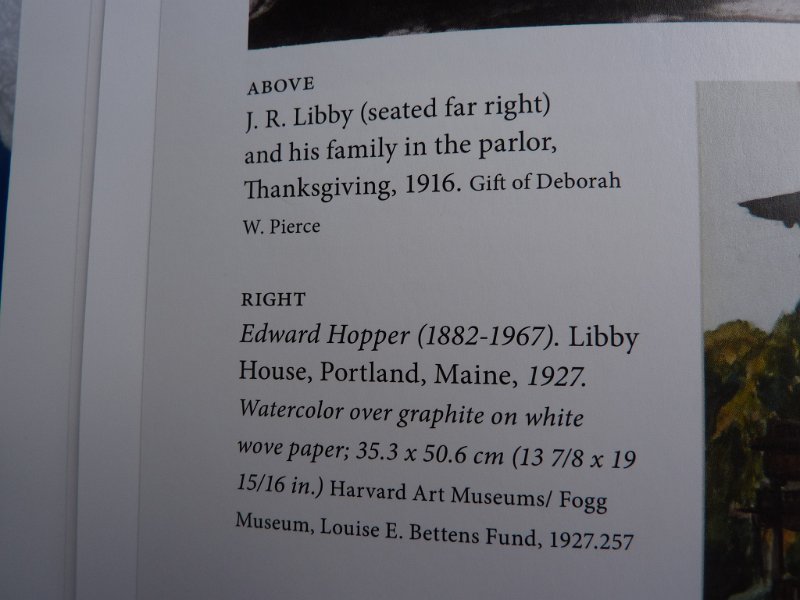 ABOVE
J. R. Libby (seated far right)
and his family in the parlor,
Thanksgiving, 1916. Gift of Deborah
W. Pierce
RIGHT
Edward Hopper (1882-1967). Libby
House, Portland, Maine, 1927.
Watercolor over graphite on white
wove paper; 35.3 x 50.6 cm (13 7/8 x 19
15/16 in.) Harvard Art Museums/ Fogg
Museum, Louise E. Bettens Fund, 1927.257